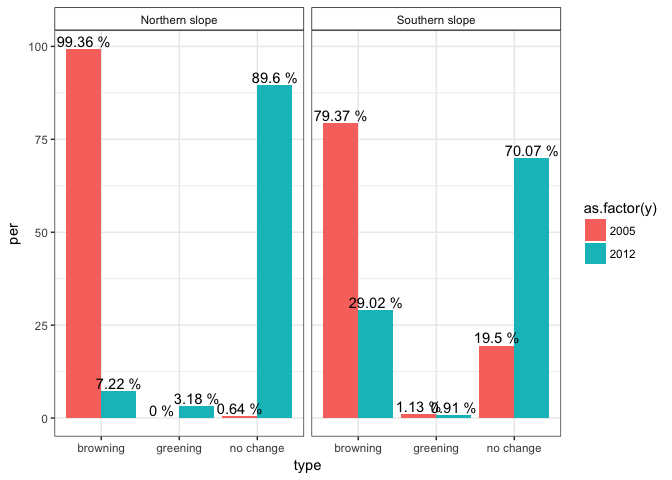 Northern slope
Southern slope
per
100
75
50
25
0
99.36 %
7.22 %
0 %
3.18 %
0.64 %
89.6 %
79.37 %
29.02 %
1.13 %
0.91 %
19.5 %
70.07 %
browning greening no change
browning greening no change
type
as.factor(y)
2005
2012